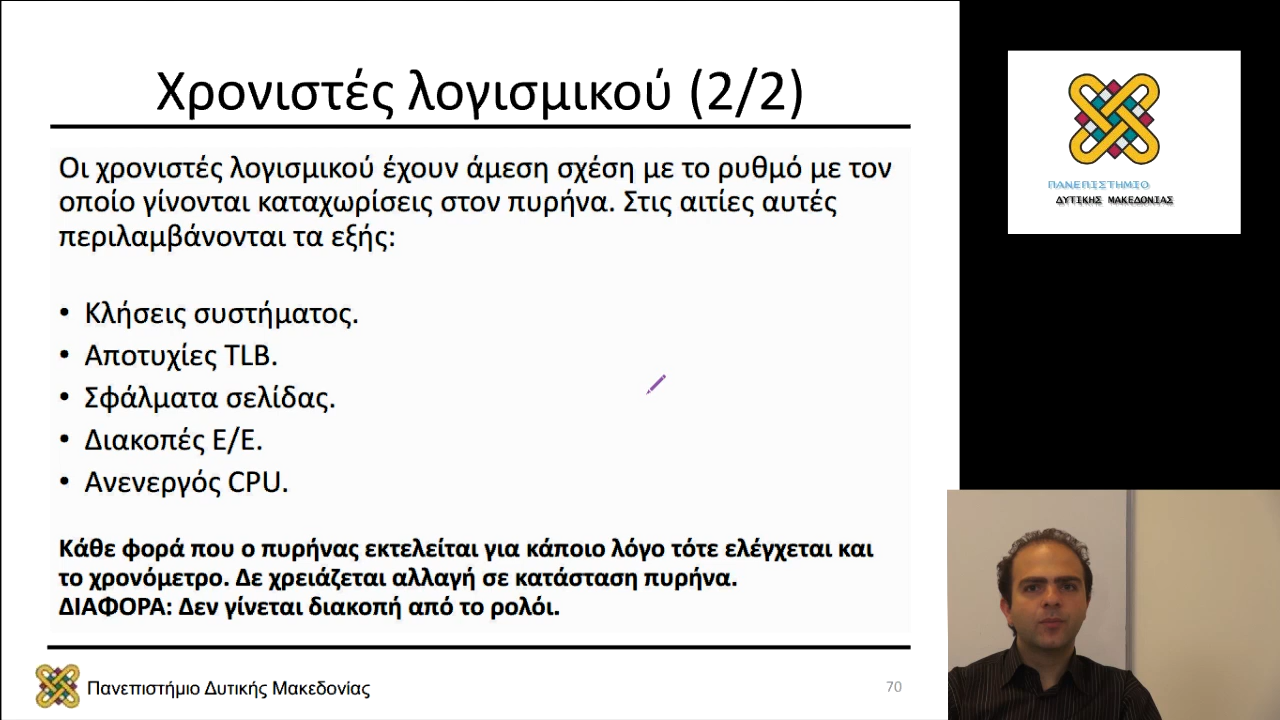 Χρονιστές λογισμικού (2/2)
Οι χρονιστές λογισμικού έχουν άμεση σχέση με το ρυθμό με τον
οποίο γίνονται καταχωρίσεις στον πυρήνα. Στις αιτίες αυτές
περιλαμβάνονται τα εξής:
• Κλήσεις συστήματος.
• Αποτυχίες TLB.
• Σφάλματα σελίδας.
• Διακοπές Ε/Ε.
• Ανενεργός CPU.
Κάθε φορά που ο πυρήνας εκτελείται για κάποιο λόγο τότε ελέγχεται και
το χρονόμετρο. Δε χρειάζεται αλλαγή σε κατάσταση πυρήνα.
ΔΙΑΦΟΡΑ: Δεν γίνεται διακοπή από το ρολόι.
Πανεπιστήμιο Δυτικής Μακεδονίας
70
ΠΑΝΕΠΙΣΤΗΜΙΟ
ΔΥΤΙΚΗΣ ΜΑΚΕΔΟΝΙΑΣ